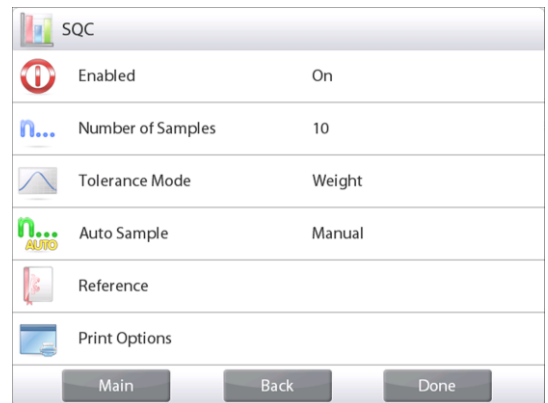 SQC
Enabled On
n...
Number of Samples 10
Tolerance Mode Weight
n...
AUTO
Auto Sample Manual
Reference
Print Options
Main Back Done